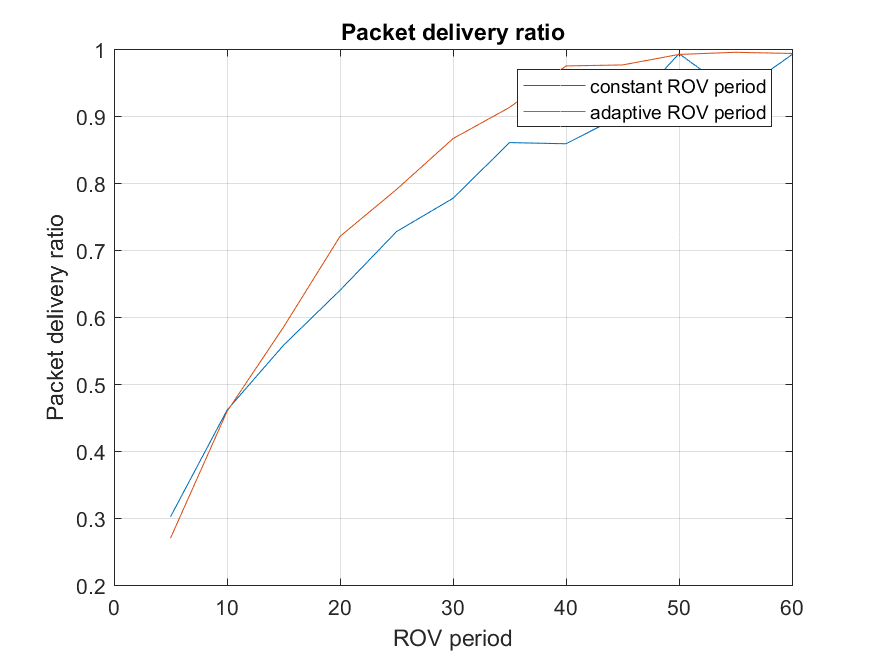 Packet delivery ratio
1
0.9
0.8
0.7
0.6
0.5
0.4
0.3
0.2
Packet delivery ratio
constant ROV period
adaptive ROV period
0 10 20 30 40 50 60
ROV period